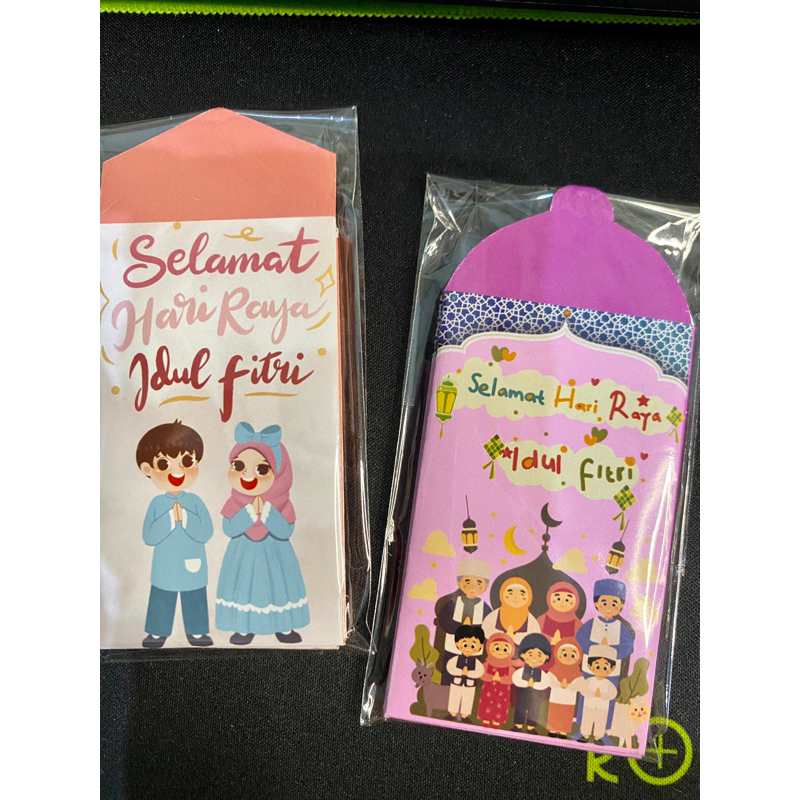 Selamat
Hari Raya
Idul fitri
Selamat Hari Raya
Idul fitri
K